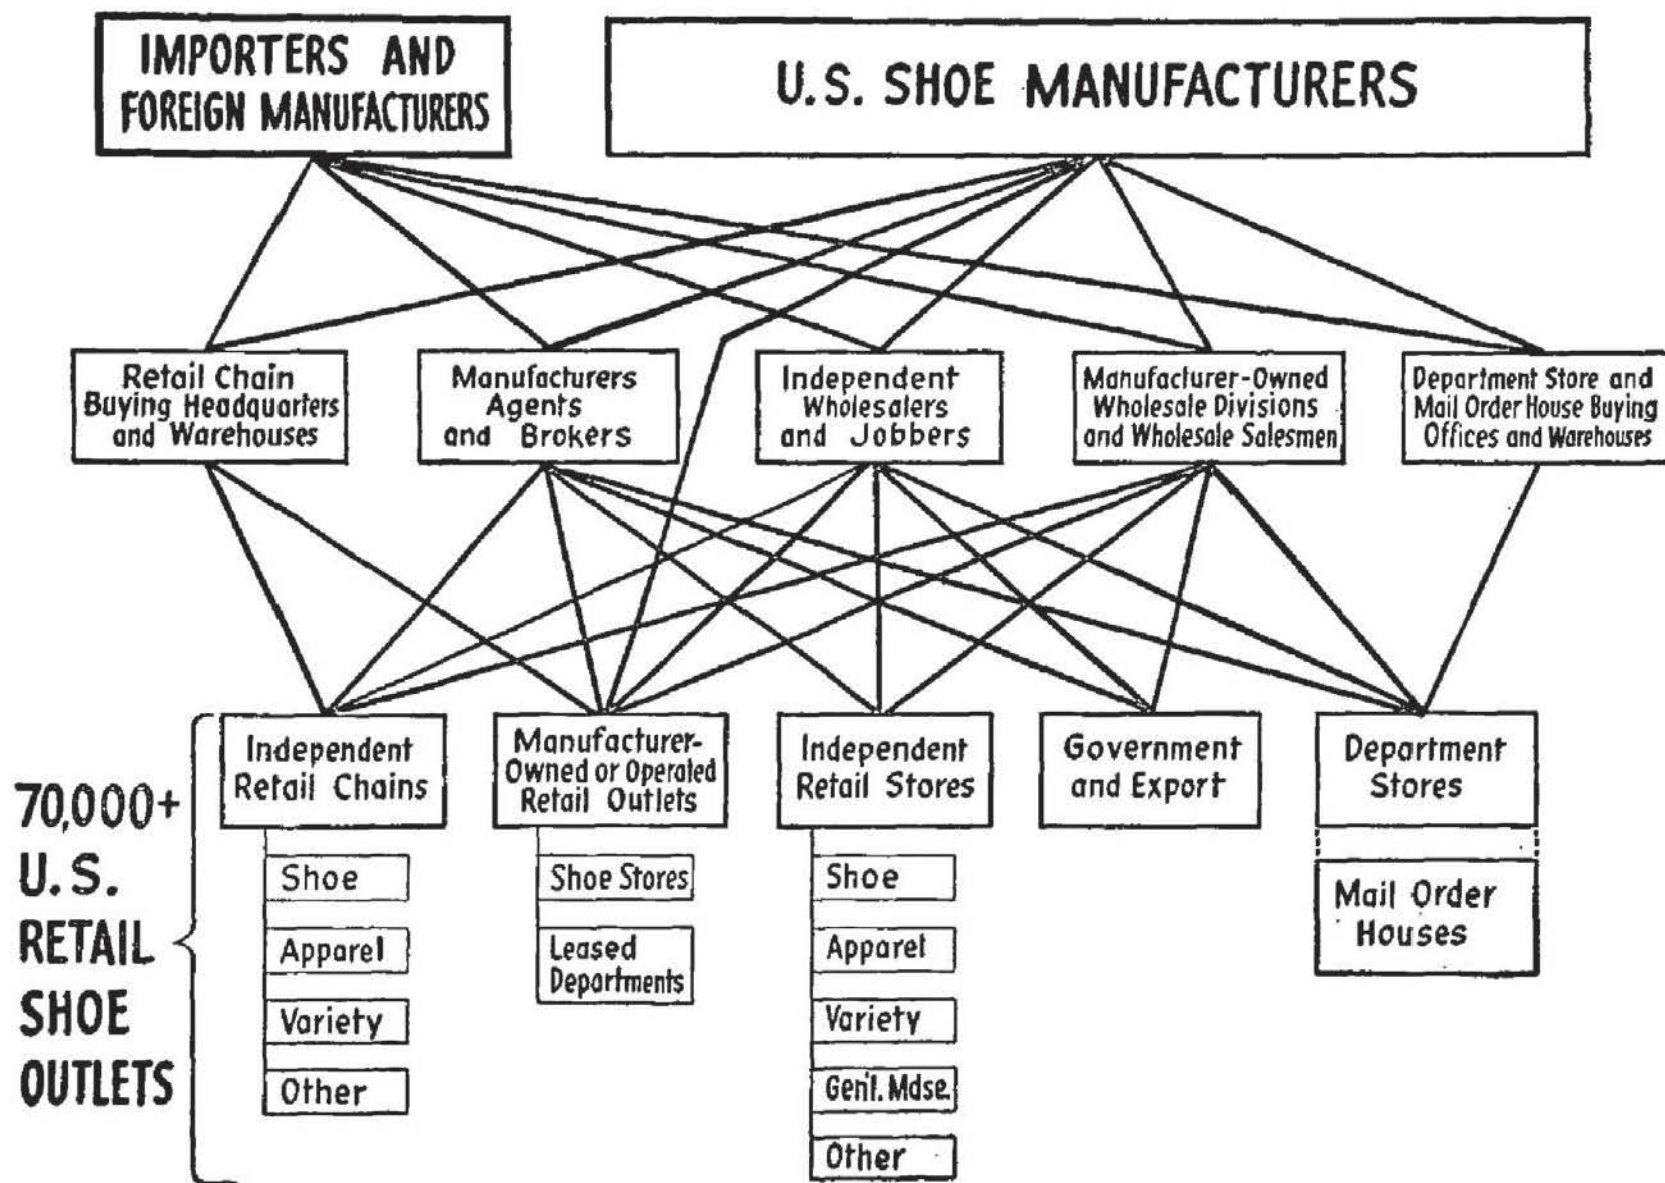 IMPORTERS AND
FOREIGN MANUFACTURERS
U.S. SHOE MANUFACTURERS
Retail Chain
Buying Headquarters
and Warehouses
Manufacturers
Agents
and Brokers
Independent
Wholesalers
and Jobbers
Manufacturer-Owned
Wholesale Divisions
and Wholesale Salesmen
Department Store and
Mail Order House Buying
Offices and Warehouses
70,000+
U.S.
RETAIL
SHOE
OUTLETS
Independent
Retail Chains
Shoe
Apparel
Variety
Other
Manufacturer-
Owned or Operated
Retail Outlets
Shoe Stores
Leased
Departments
Independent
Retail Stores
Shoe
Apparel
Variety
Gen'l. Mdse.
Other
Government
and Export
Department
Stores
Mail Order
Houses